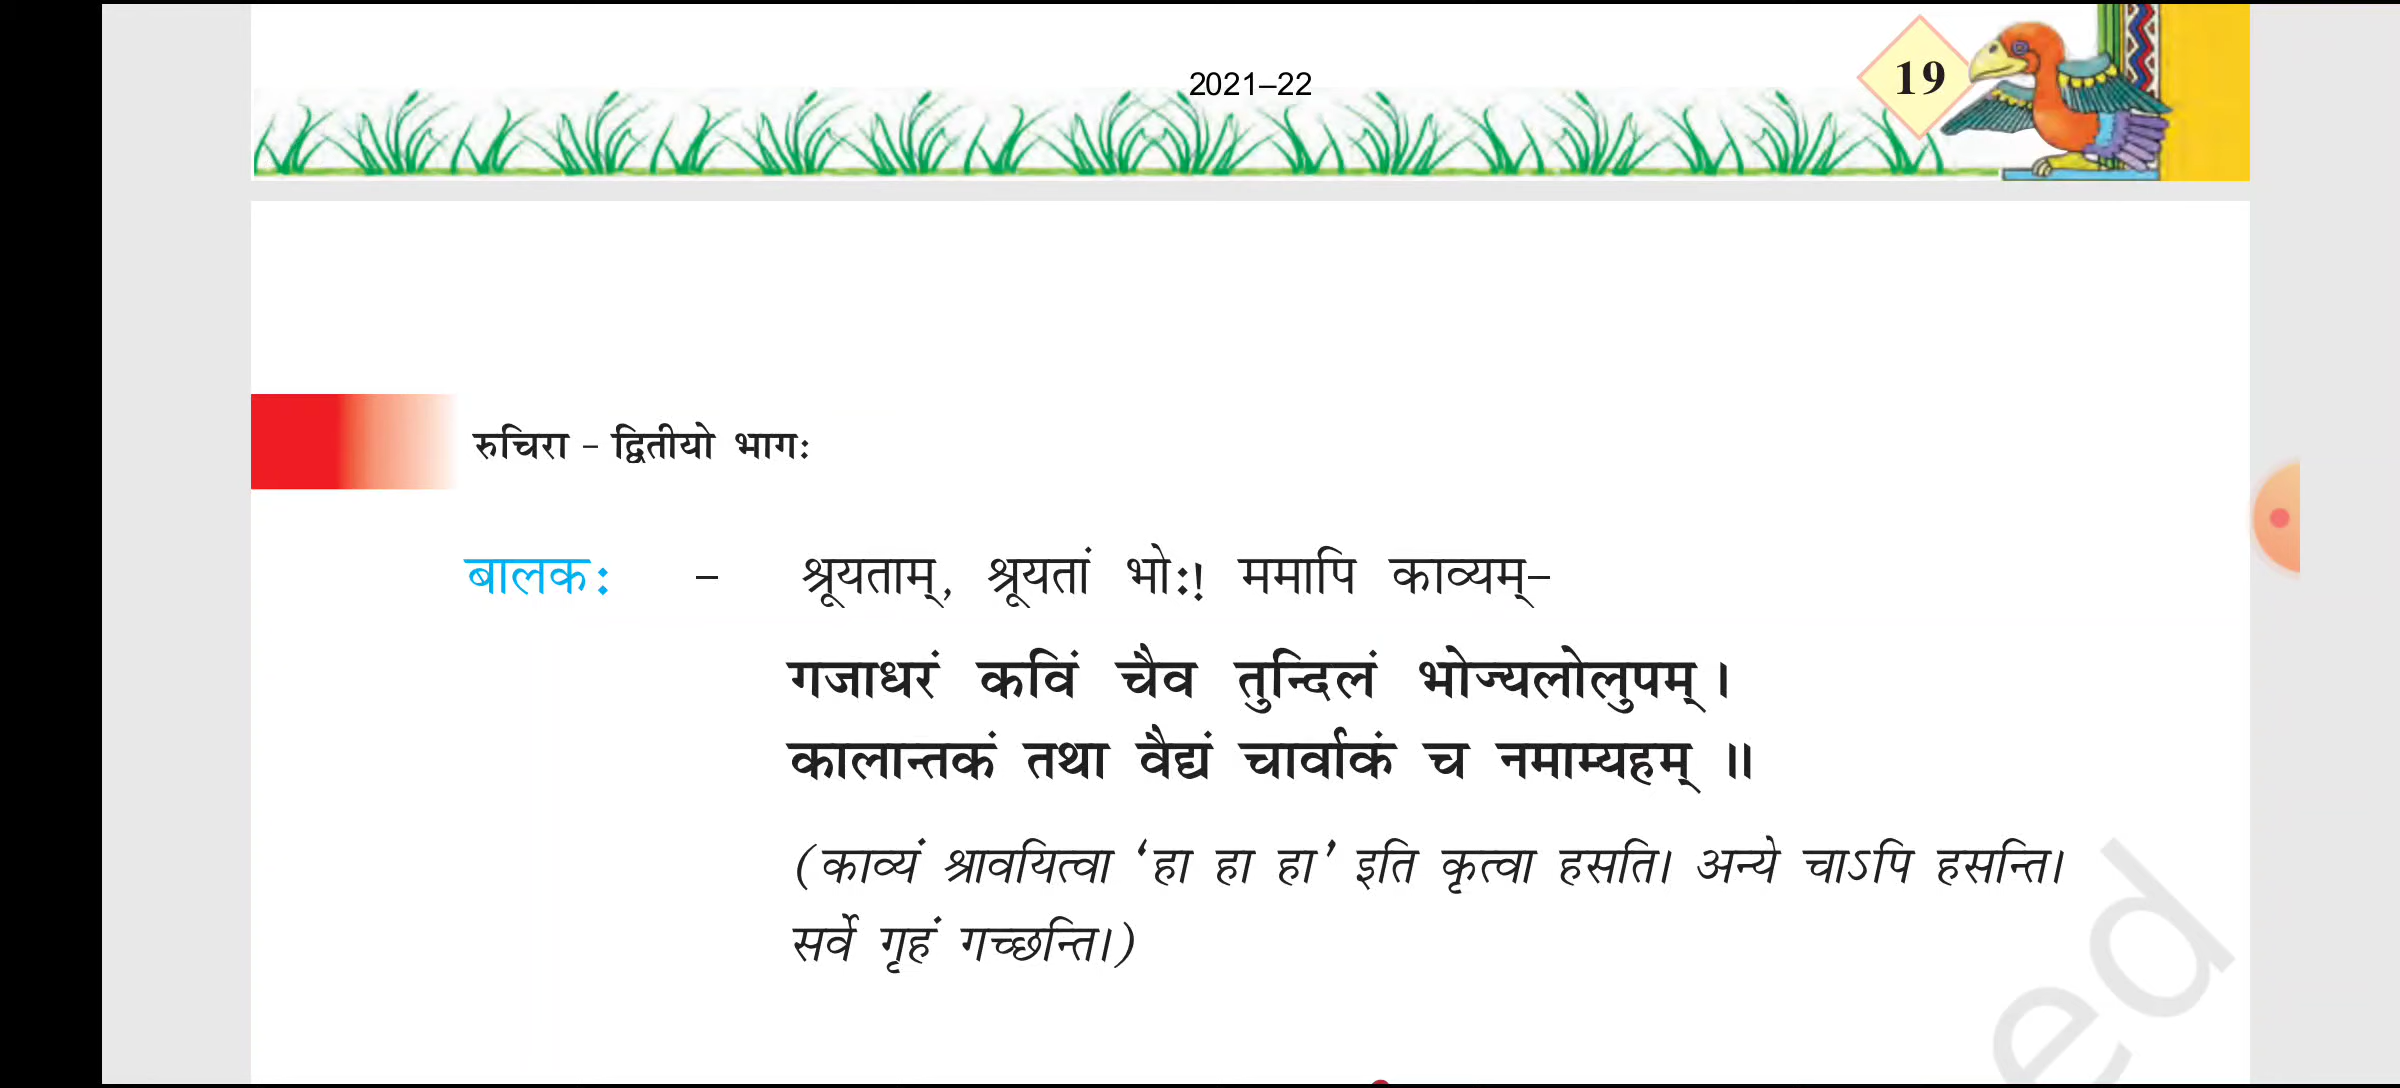 2021–22
19
रुचिरा – द्वितीयो भागः
बालकः – श्रूयताम्, श्रूयतां भोः! ममापि काव्यम्–
गजाधरं कविं चैव तुन्दिलं भोज्यलोलुपम् ।
कालान्तकं तथा वैद्यं चार्वाकं च नमाम्यहम् ॥
(काव्यं श्रावयित्वा ‘हा हा हा’ इति कृत्वा हसति। अन्ये चाऽपि हसन्ति।
सर्वे गृहं गच्छन्ति।)
ed